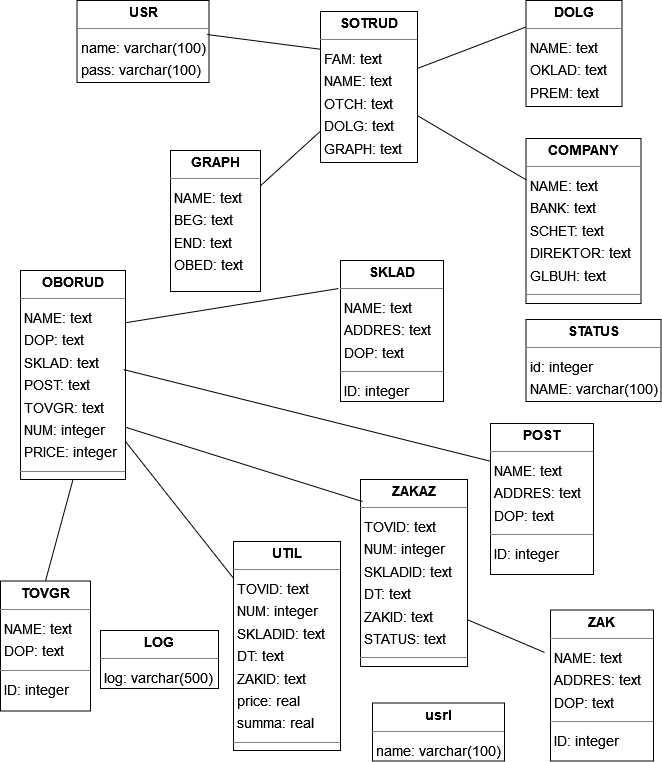 USR
name: varchar(100)
pass: varchar(100)
SOTRUD
FAM: text
NAME: text
OTCH: text
DOLG: text
GRAPH: text
DOLG
NAME: text
OKLAD: text
PREM: text
GRAPH
NAME: text
BEG: text
END: text
OBED: text
COMPANY
NAME: text
BANK: text
SCHET: text
DIREKTOR: text
GLBUH: text
OBORUD
NAME: text
DOP: text
SKLAD: text
POST: text
TOVGR: text
NUM: integer
PRICE: integer
SKLAD
NAME: text
ADDRES: text
DOP: text
ID: integer
STATUS
id: integer
NAME: varchar(100)
POST
NAME: text
ADDRES: text
DOP: text
ID: integer
ZAKAZ
TOVID: text
NUM: integer
SKLADID: text
DT: text
ZAKID: text
STATUS: text
UTIL
TOVID: text
NUM: integer
SKLADID: text
DT: text
ZAKID: text
price: real
summa: real
TOVGR
NAME: text
DOP: text
ID: integer
LOG
log: varchar(500)
ZAK
NAME: text
ADDRES: text
DOP: text
ID: integer
usrl
name: varchar(100)